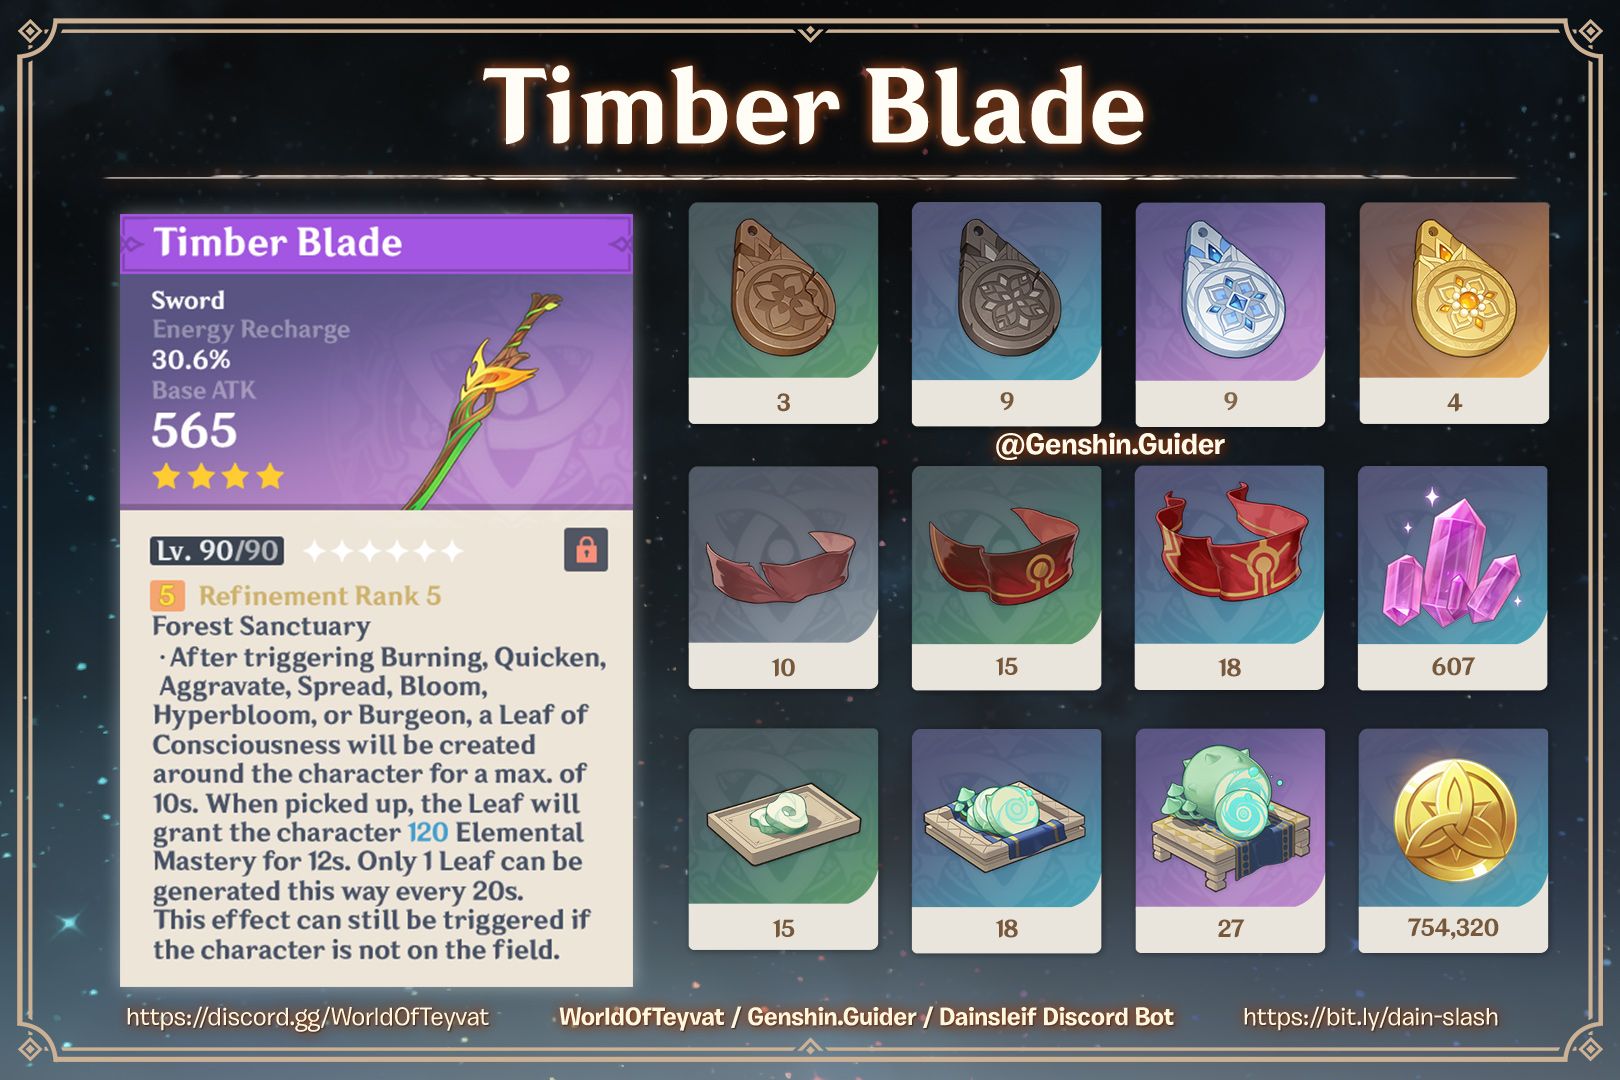 Timber Blade
Timber Blade
Sword
Energy Recharge
30.6%
Base ATK
565
Lv. 90/90
5 Refinement Rank 5
Forest Sanctuary
·After triggering Burning, Quicken,
Aggravate, Spread, Bloom,
Hyperbloom, or Burgeon, a Leaf of
Consciousness will be created
around the character for a max. of
10s. When picked up, the Leaf will
grant the character 120 Elemental
Mastery for 12s. Only 1 Leaf can be
generated this way every 20s.
This effect can still be triggered if
the character is not on the field.
3
9
9
4
@Genshin.Guider
10
15
18
607
15
18
27
754,320
https://discord.gg/WorldOfTeyvat
WorldOfTeyvat / Genshin.Guider / Dainsleif Discord Bot
https://bit.ly/dain-slash